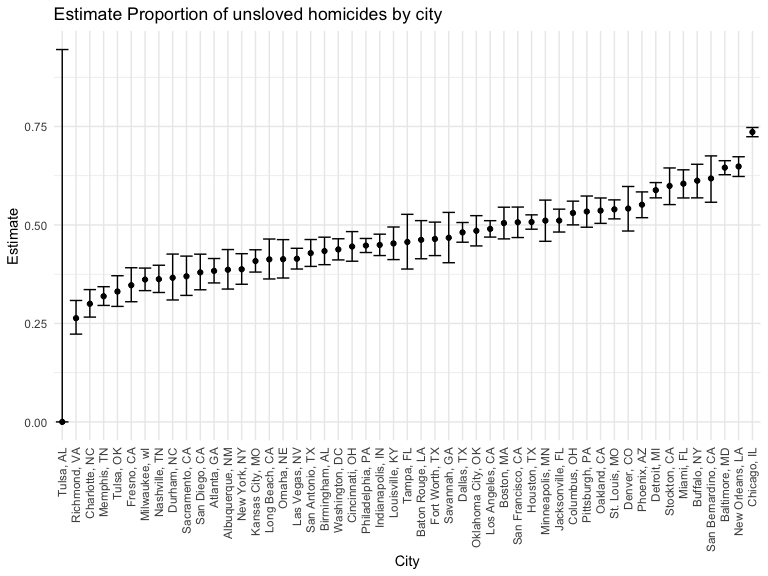 Estimate Proportion of unsloved homicides by city
Estimate
0.75
0.50
0.25
0.00
Tulsa, AL
Richmond, VA
Charlotte, NC
Memphis, TN
Tulsa, OK
Fresno, CA
Milwaukee, wI
Nashville, TN
Durham, NC
Sacramento, CA
San Diego, CA
Atlanta, GA
Albuquerque, NM
New York, NY
Kansas City, MO
Long Beach, CA
Omaha, NE
Las Vegas, NV
San Antonio, TX
Birmingham, AL
Washington, DC
Cincinnati, OH
Philadelphia, PA
Indianapolis, IN
Louisville, KY
Tampa, FL
Baton Rouge, LA
Fort Worth, TX
Savannah, GA
Dallas, TX
Oklahoma City, OK
Los Angeles, CA
Boston, MA
San Francisco, CA
Houston, TX
Minneapolis, MN
Jacksonville, FL
Columbus, OH
Pittsburgh, PA
Oakland, CA
St. Louis, MO
Denver, CO
Phoenix, AZ
Detroit, MI
Stockton, CA
Miami, FL
Buffalo, NY
San Bernardino, CA
Baltimore, MD
New Orleans, LA
Chicago, IL
City